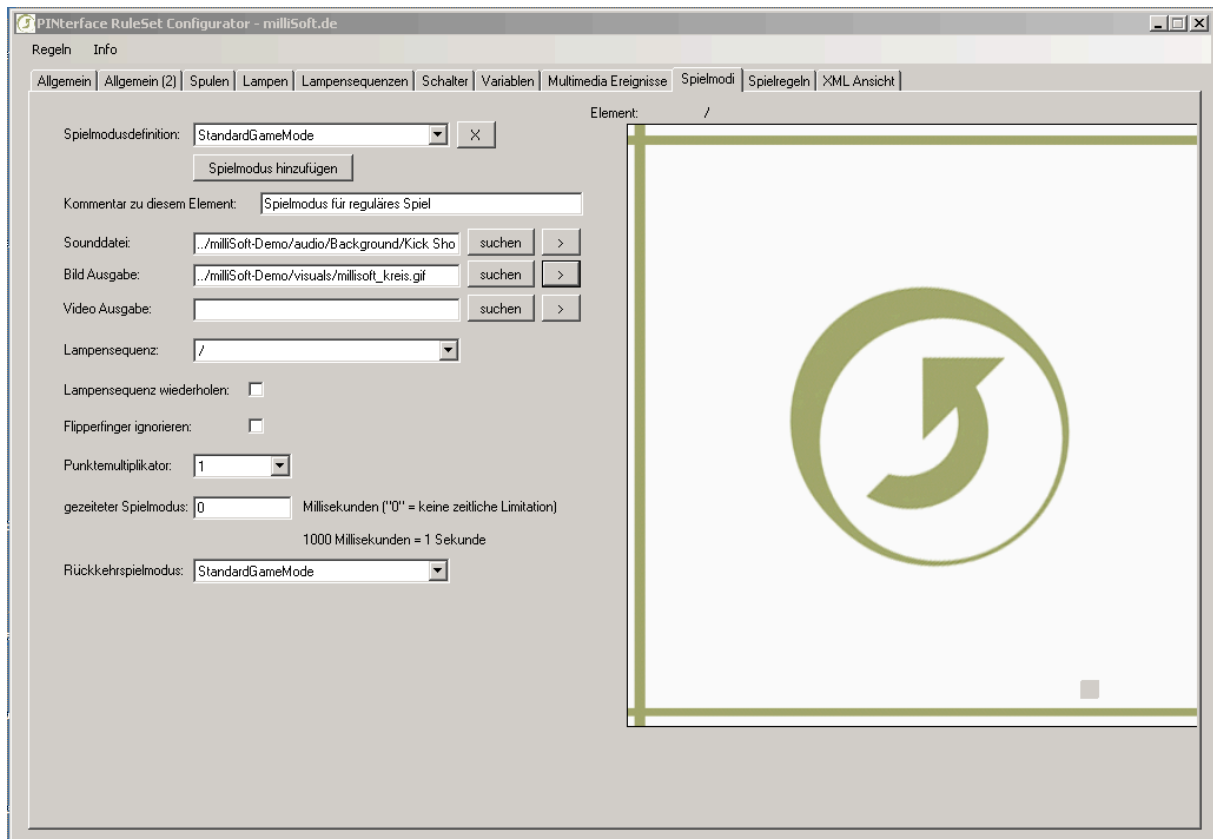 PINterface RuleSet Configurator - milliSoft.de
Regeln Info
Allgemein Allgemein (2) Spulen Lampen Lampensequenzen Schalter Variablen Multimedia Ereignisse Spielmodi Spielregeln XML Ansicht
Element: /
Spielmodusdefinition: StandardGameMode X
Spielmodus hinzufügen
Kommentar zu diesem Element: Spielmodus für reguläres Spiel
Sounddatei: ../milliSoft-Demo/audio/Background/Kick Sho suchen >
Bild Ausgabe: ../milliSoft-Demo/visuals/millisoft_kreis.gif suchen >
Video Ausgabe: suchen >
Lampensequenz: /
Lampensequenz wiederholen:
Flipperfinger ignorieren:
Punktemultiplikator: 1
gezeiteter Spielmodus: 0 Millisekunden ("0" = keine zeitliche Limitation)
1000 Millisekunden = 1 Sekunde
Rückkehrspielmodus: StandardGameMode